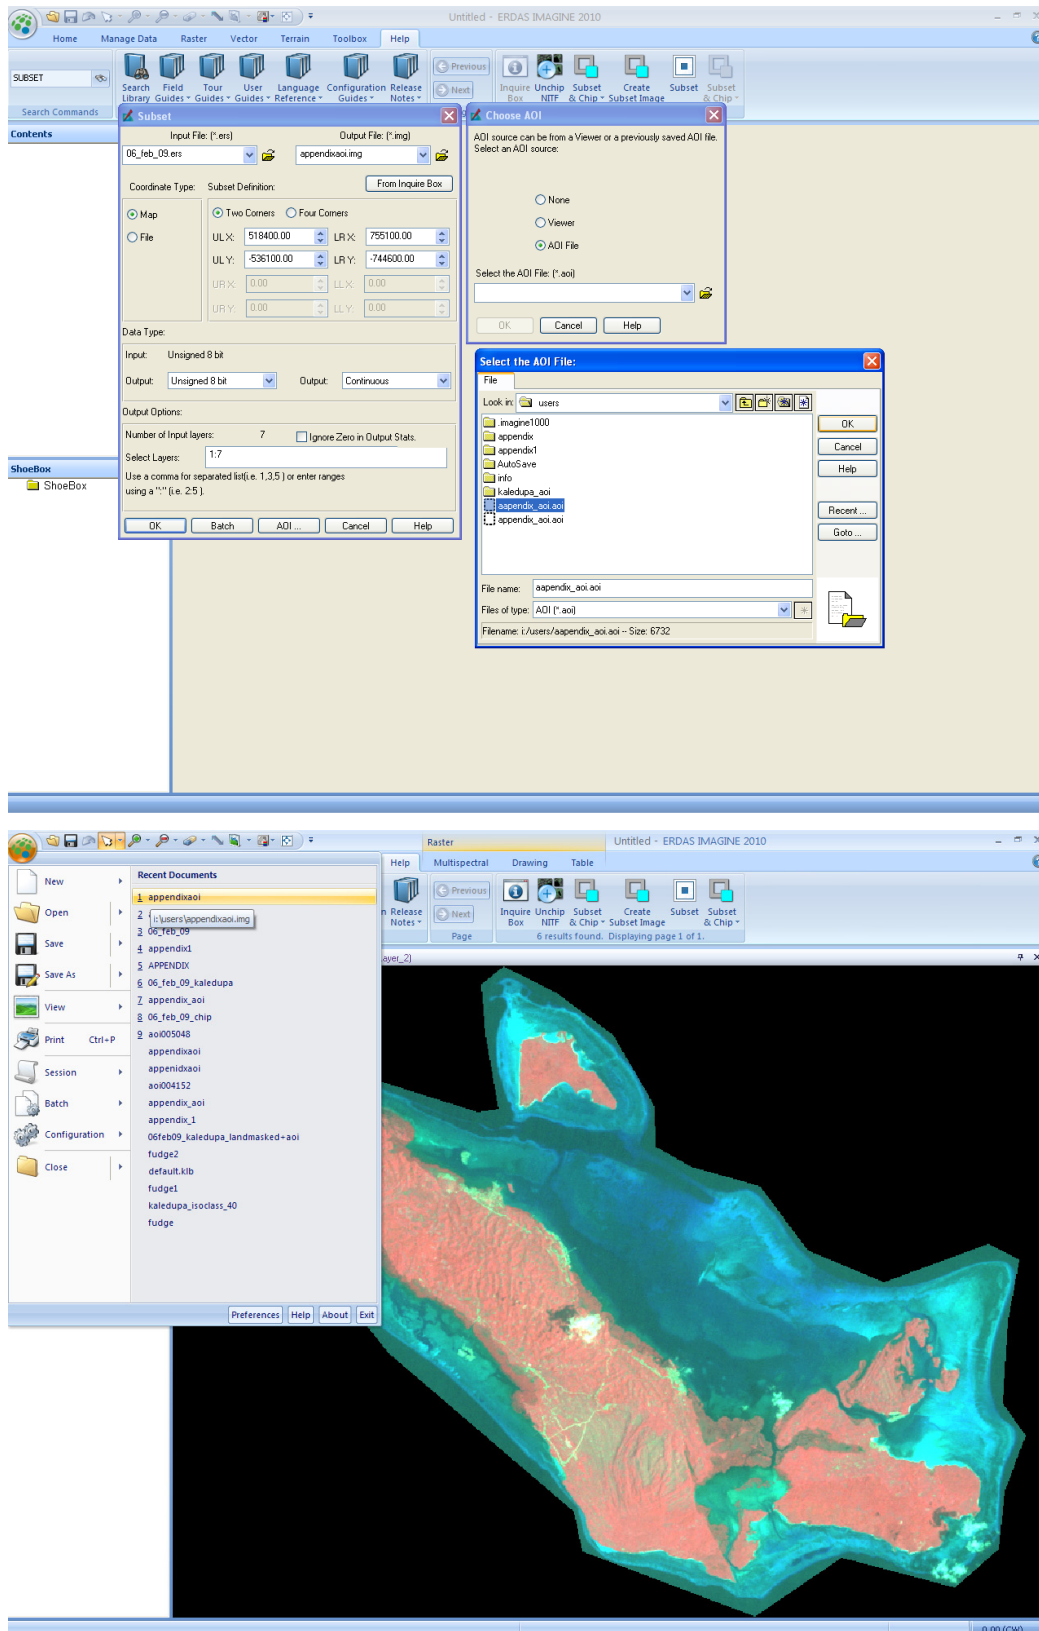 Untitled - ERDAS IMAGINE 2010
Home Manage Data Raster Vector Terrain Toolbox Help
SUBSET
Search Library Field Guides Tour Guides User Guides Language Reference Configuration Guides Release Notes
Previous
Next
Inquire Box Unchip NITF Subset & Chip Create Subset Image Subset Subset & Chip
Search Commands
Contents
ShoeBox
ShoeBox
Subset
Input File: (*.ers) Output File: (*.img)
06_feb_09.ers appendixaoi.img
Coordinate Type: Subset Definition: From Inquire Box
Map Two Corners Four Corners
File ULX: 518400.00 LRX: 755100.00
ULY: -536100.00 LRY: -744600.00
URX: 0.00 LLX: 0.00
URY: 0.00 LLY: 0.00
Data Type:
Input: Unsigned 8 bit
Output: Unsigned 8 bit Output: Continuous
Output Options:
Number of Input layers: 7 Ignore Zero in Output Stats.
Select Layers: 1:7
Use a comma for separated list(i.e. 1,3,5 ) or enter ranges
using a ":" (i.e. 2:5 ).
OK Batch AOI ... Cancel Help
Choose AOI
AOI source can be from a Viewer or a previously saved AOI file.
Select an AOI source:
None
Viewer
AOI File
Select the AOI File: (*.aoi)
OK Cancel Help
Select the AOI File:
File
Look in: users
.imagine1000
appendix
appendix1
AutoSave
info
kaledupa_aoi
aapendix_aoi.aoi
appendix_aoi.aoi
OK
Cancel
Help
Recent ...
Goto ...
File name: aapendix_aoi.aoi
Files of type: AOI (*.aoi)
Filename: i:/users/aapendix_aoi.aoi -- Size: 6732
Raster Untitled - ERDAS IMAGINE 2010
Help Multispectral Drawing Table
n Release Notes
Previous
Next
Page
Inquire Box Unchip NITF Subset & Chip Create Subset Image Subset Subset & Chip
6 results found. Displaying page 1 of 1.
ayer_2)
New
Open
Save
Save As
View
Print Ctrl+P
Session
Batch
Configuration
Close
Recent Documents
1 appendixaoi
2
i:\users\appendixaoi.img
3 06_feb_09
4 appendix1
5 APPENDIX
6 06_feb_09_kaledupa
7 appendix_aoi
8 06_feb_09_chip
9 aoi005048
appendixaoi
appenidxaoi
aoi004152
appendix_aoi
appendix_1
06feb09_kaledupa_landmasked+aoi
fudge2
default.klb
fudge1
kaledupa_isoclass_40
fudge
Preferences Help About Exit
0.00 (CW)